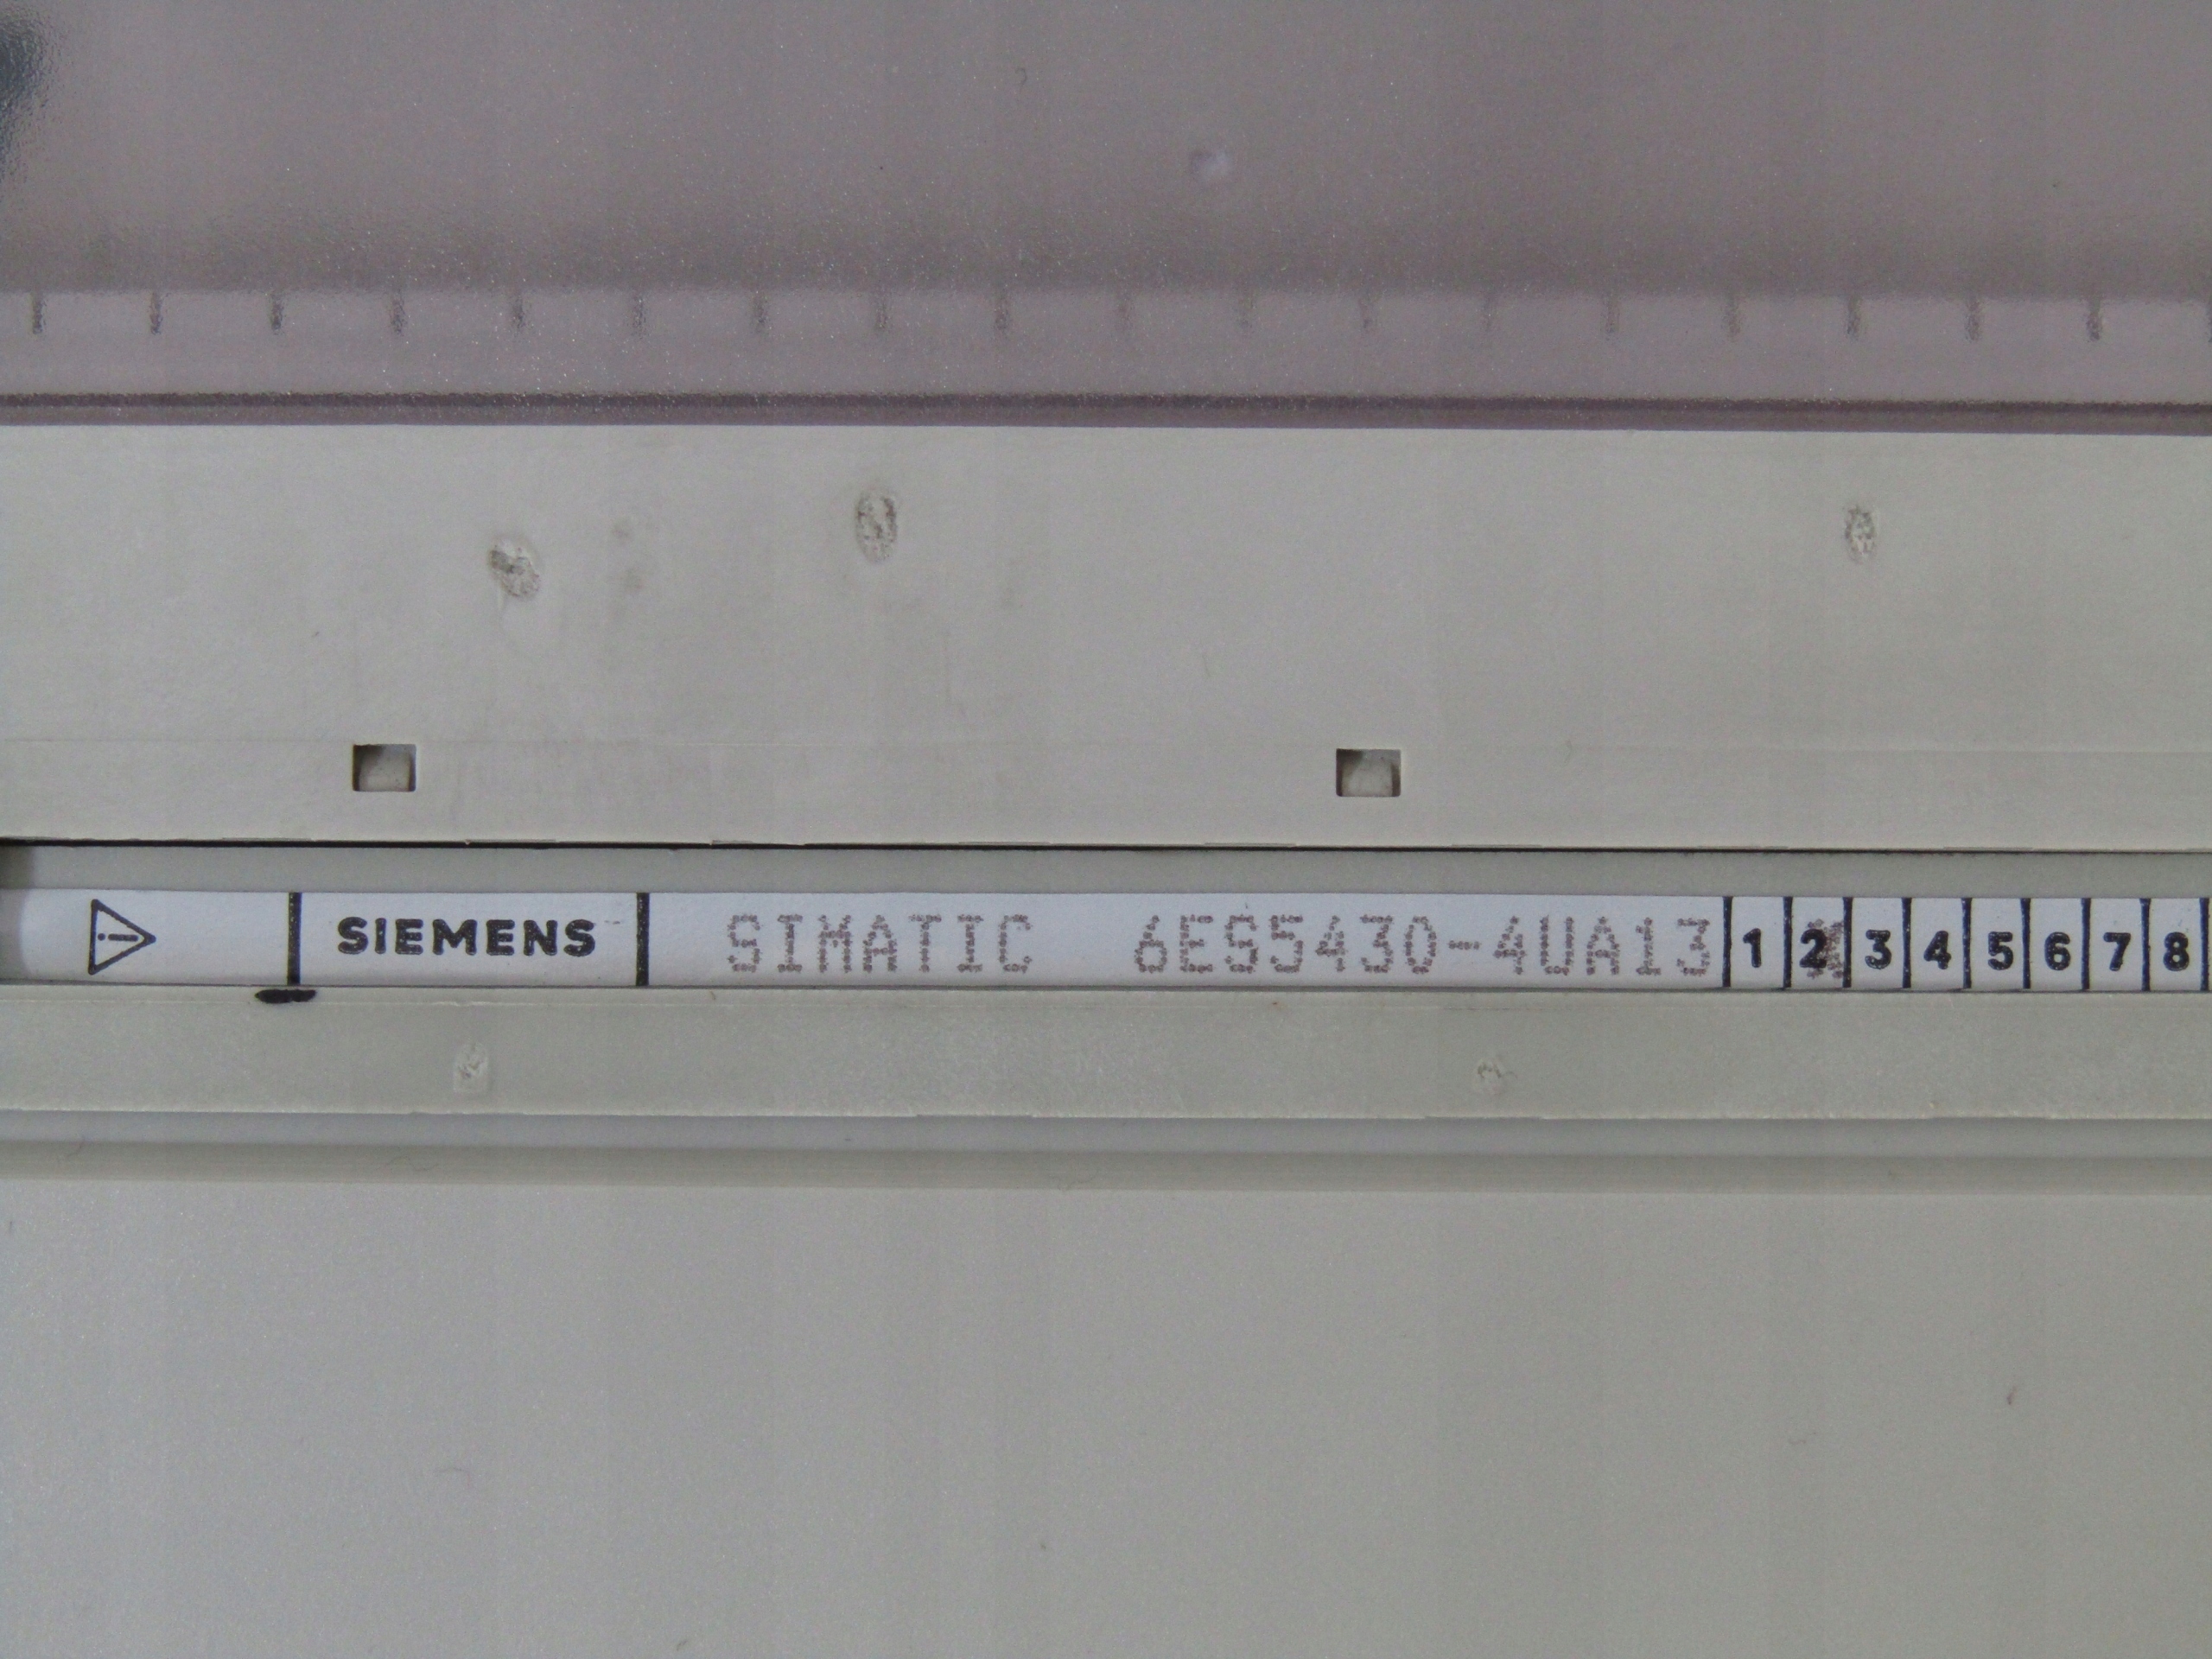 SIEMENS SIMATIC 6ES5430-4UA13 1 2 3 4 5 6 7 8